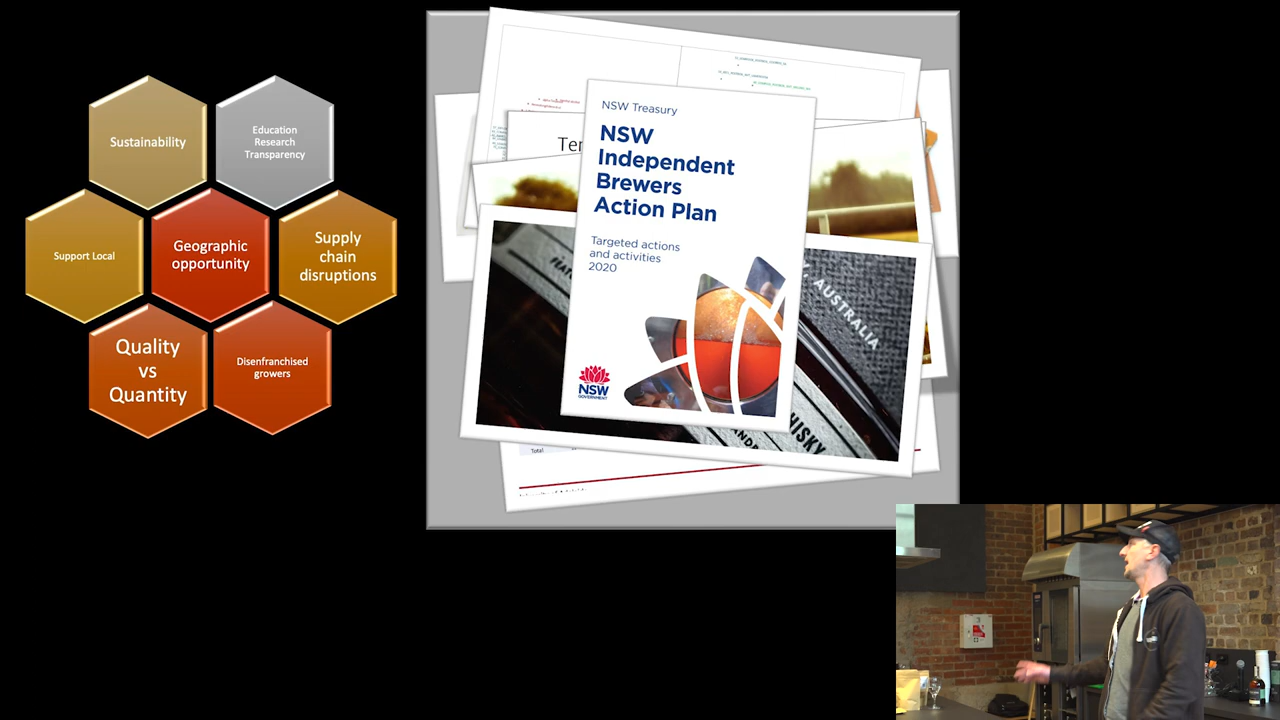 Sustainability
Education
Research
Transparency
Support Local
Geographic
opportunity
Supply
chain
disruptions
Quality
vs
Quantity
Disenfranchised
growers
NSW Treasury
NSW
Independent
Brewers
Action Plan
Targeted actions
and activities
2020
NSW
GOVERNMENT
AUSTRALIA
WHISKY
Total